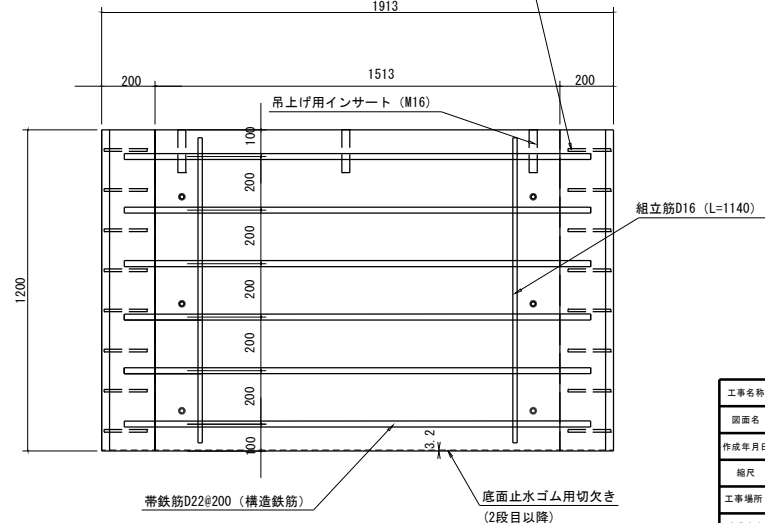 1913
200
1513
200
吊上げ用インサート（M16）
100
200
200
組立筋D16（L=1140）
1200
200
200
200
100
3.2
帯鉄筋D22@200（構造鉄筋）
底面止水ゴム用切欠き
（2段目以降）
工事名称
図面名
作成年月日
縮尺
工事場所